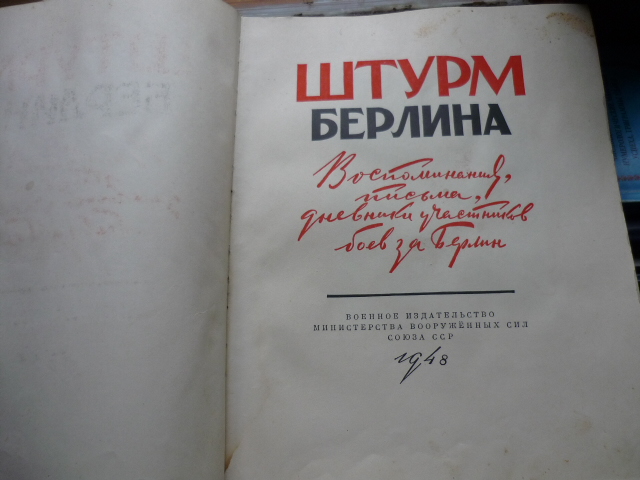 ШТУРМ
БЕРЛИНА
Воспоминания,
письма,
дневники участников
боев за Берлин
ВОЕННОЕ ИЗДАТЕЛЬСТВО
МИНИСТЕРСТВА ВООРУЖЁННЫХ СИЛ
СОЮЗА ССР
1948